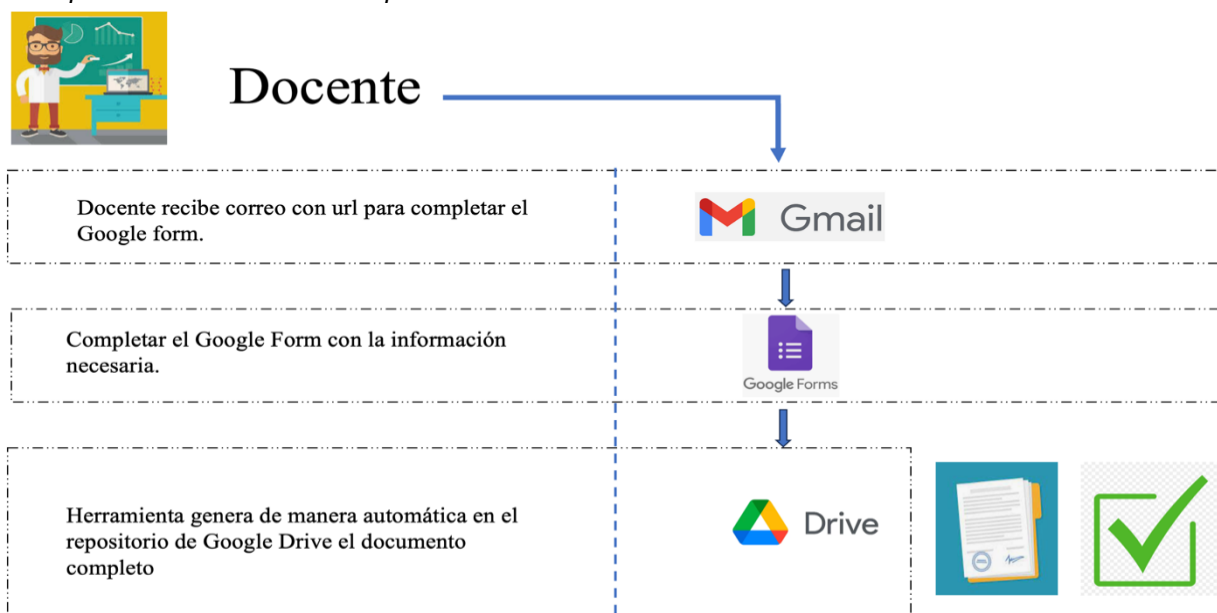 Docente
Docente recibe correo con url para completar el
Google form.
Gmail
Completar el Google Form con la información
necesaria.
Google Forms
Herramienta genera de manera automática en el
repositorio de Google Drive el documento
completo
Drive